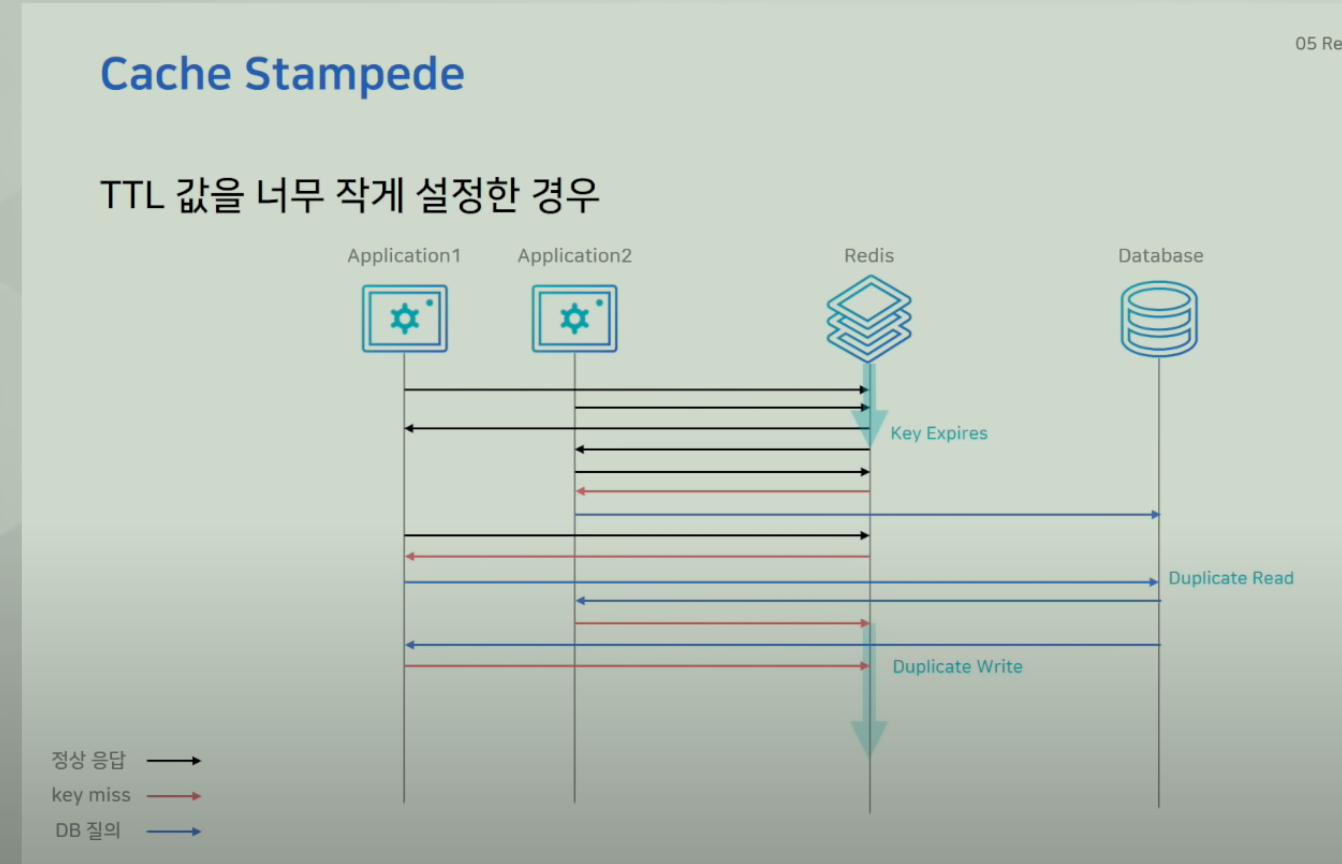 05 Re
Cache Stampede
TTL 값을 너무 작게 설정한 경우
Application1
Application2
Redis
Database
Key Expires
Duplicate Read
Duplicate Write
정상 응답
key miss
DB 질의